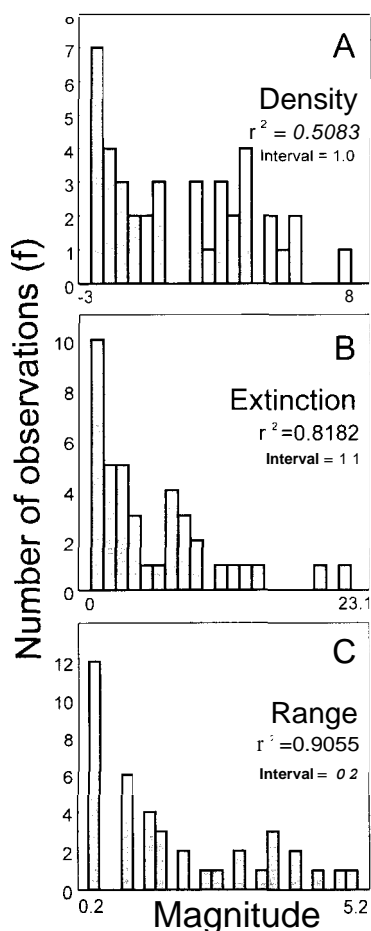 Number of observations (f)
8
A
7
Density
6
r² = 0.5083
5
Interval = 1.0
4
3
2
1
0
-3 8
10
B
8
Extinction
6
r²=0.8182
Interval = 1 1
4
2
0
0 23.1
12
C
10
Range
8
r²=0.9055
Interval = 0 2
6
4
2
0
0.2 5.2
Magnitude